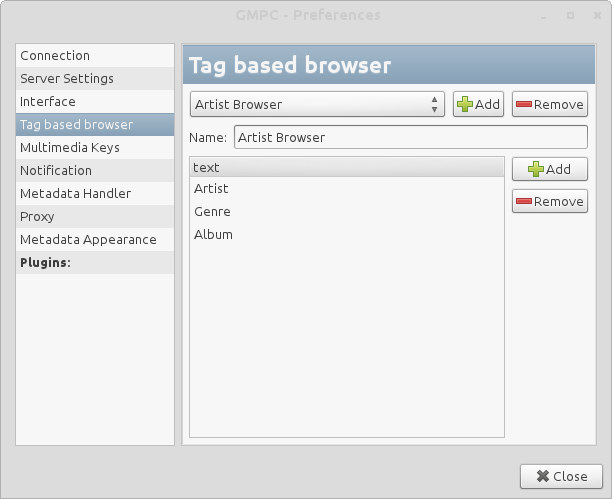 GMPC - Preferences
Connection
Server Settings
Interface
Tag based browser
Multimedia Keys
Notification
Metadata Handler
Proxy
Metadata Appearance
Plugins:
Tag based browser
Artist Browser
Add
Remove
Name: Artist Browser
text
Artist
Genre
Album
Add
Remove
Close